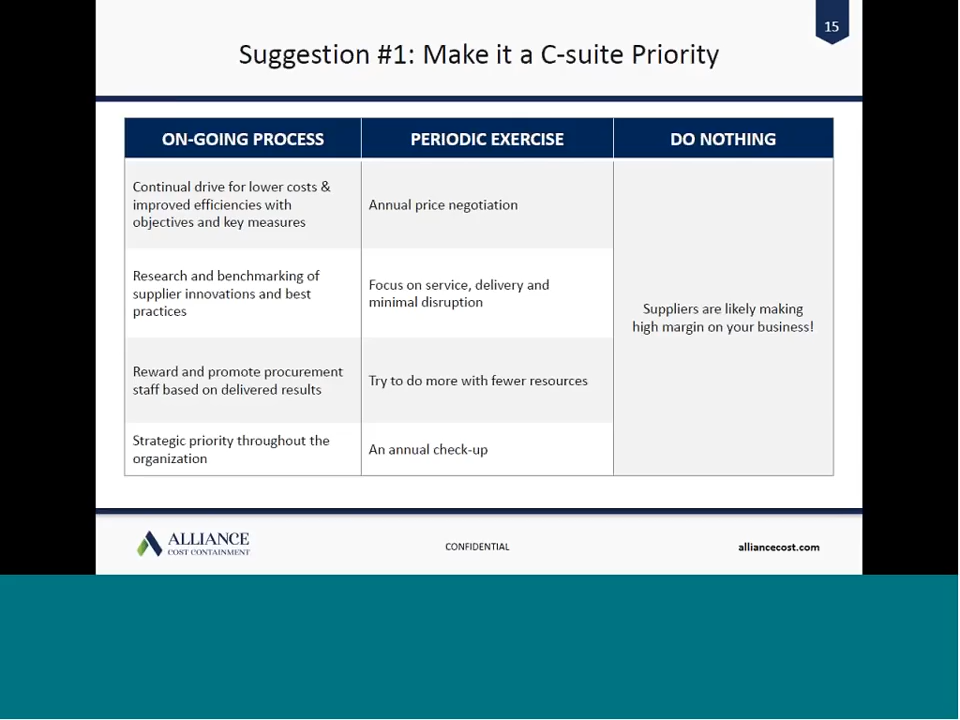 15
Suggestion #1: Make it a C-suite Priority
ON-GOING PROCESS
PERIODIC EXERCISE
DO NOTHING
Continual drive for lower costs &
improved efficiencies with
objectives and key measures
Annual price negotiation
Research and benchmarking of
supplier innovations and best
practices
Focus on service, delivery and
minimal disruption
Suppliers are likely making
high margin on your business!
Reward and promote procurement
staff based on delivered results
Try to do more with fewer resources
Strategic priority throughout the
organization
An annual check-up
ALLIANCE
COST CONTAINMENT
CONFIDENTIAL
alliancecost.com